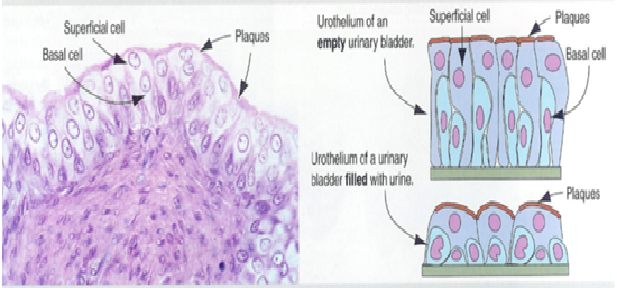 Superficial cell
Basal cell
Plaques
Urothelium of an
empty urinary bladder.
Superficial cell
Plaques
Basal cell
Urothelium of a urinary
bladder filled with urine.
Plaques